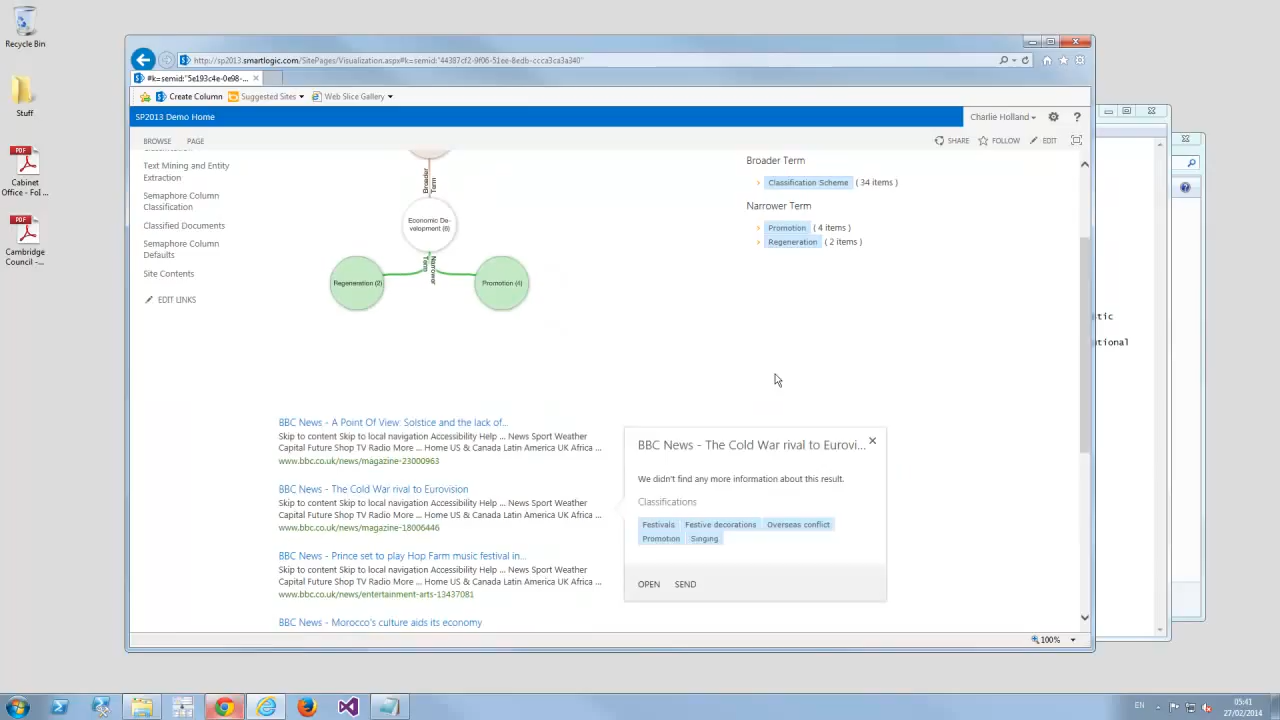 Recycle Bin
Stuff
Cabinet
Office - Fol ...
Cambridge
Council -...
http://sp2013.smartlogic.com/SitePages/Visualization.aspx#k=semid:"44387cf2-9f06-51ee-8edb-ccca3ca3a340"
#k=semid:"5e193c4e-0e98-...
Create Column
Suggested Sites
Web Slice Gallery
SP2013 Demo Home
Charlie Holland
?
BROWSE
PAGE
SHARE
FOLLOW
EDIT
Text Mining and Entity
Extraction
Semaphore Column
Classification
Classified Documents
Semaphore Column
Defaults
Site Contents
EDIT LINKS
Broader
Term
Economic De-
velopment (6)
Narrower
Term
Regeneration (2)
Promotion (4)
Broader Term
Classification Scheme ( 34 items )
Narrower Term
Promotion ( 4 items )
Regeneration ( 2 items )
BBC News - A Point Of View: Solstice and the lack of...
Skip to content Skip to local navigation Accessibility Help ... News Sport Weather
Capital Future Shop TV Radio More ... Home US & Canada Latin America UK Africa ...
www.bbc.co.uk/news/magazine-23000963
BBC News - The Cold War rival to Eurovision
Skip to content Skip to local navigation Accessibility Help ... News Sport Weather
Capital Future Shop TV Radio More ... Home US & Canada Latin America UK Africa ...
www.bbc.co.uk/news/magazine-18006446
BBC News - Prince set to play Hop Farm music festival in...
Skip to content Skip to local navigation Accessibility Help ... News Sport Weather
Capital Future Shop TV Radio More ... Home US & Canada Latin America UK Africa ...
www.bbc.co.uk/news/entertainment-arts-13437081
BBC News - Morocco's culture aids its economy
BBC News - The Cold War rival to Eurovi...
We didn't find any more information about this result.
Classifications
Festivals Festive decorations Overseas conflict
Promotion Singing
OPEN SEND
100%
EN
05:41
27/02/2014